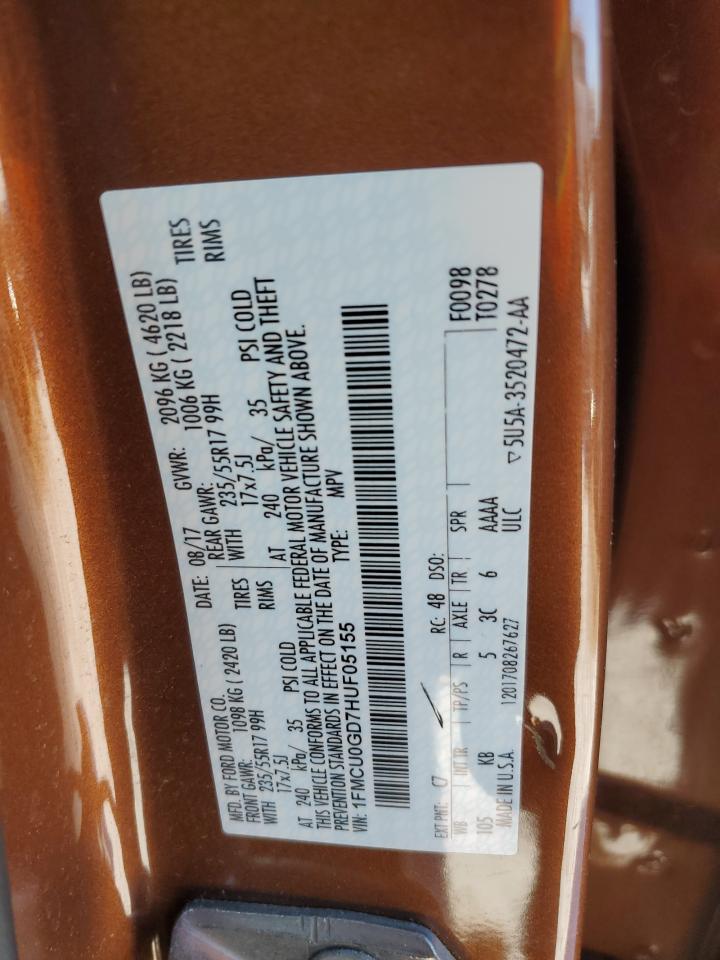 MFD. BY FORD MOTOR CO. DATE: 08/17 GVWR: 2096 KG ( 4620 LB)
FRONT GAWR: 1098 KG ( 2420 LB) REAR GAWR: 1006 KG ( 2218 LB)
WITH 235/55R17 99H TIRES WITH 235/55R17 99H TIRES
17x7.5J RIMS 17x7.5J RIMS
AT 240 kPa/ 35 PSI COLD AT 240 kPa/ 35 PSI COLD
THIS VEHICLE CONFORMS TO ALL APPLICABLE FEDERAL MOTOR VEHICLE SAFETY AND THEFT
PREVENTION STANDARDS IN EFFECT ON THE DATE OF MANUFACTURE SHOWN ABOVE.
VIN: 1FMCU0GD7HUF05155 TYPE: MPV
EXT PNT: C7 RC: 48 DSO: F0098
WB INT TR TP/PS R AXLE TR SPR T0278
105 KB 5 3C 6 AAAA
MADE IN U.S.A. 1201708267627 ULC ▽5U5A-3520472-AA